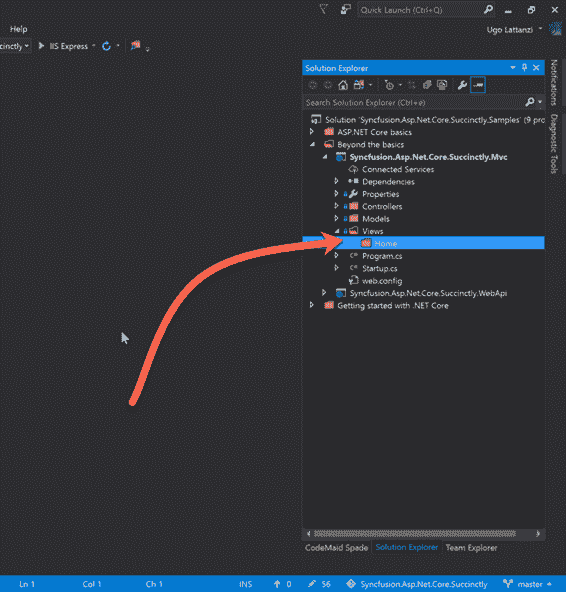 Quick Launch (Ctrl+Q)
Help
Ugo Lattanzi
cinctly
IIS Express
Solution Explorer
Search Solution Explorer (Ctrl+è)
Solution 'Syncfusion.Asp.Net.Core.Succinctly.Samples' (9 pro
ASP.NET Core basics
Beyond the basics
Syncfusion.Asp.Net.Core.Succinctly.Mvc
Connected Services
Dependencies
Properties
Controllers
Models
Views
Home
Program.cs
Startup.cs
web.config
Syncfusion.Asp.Net.Core.Succinctly.WebApi
Getting started with .NET Core
Notifications
Diagnostic Tools
CodeMaid Spade Solution Explorer Team Explorer
Ln 1 Col 1 Ch 1 INS 0 56 Syncfusion.Asp.Net.Core.Succinctly master